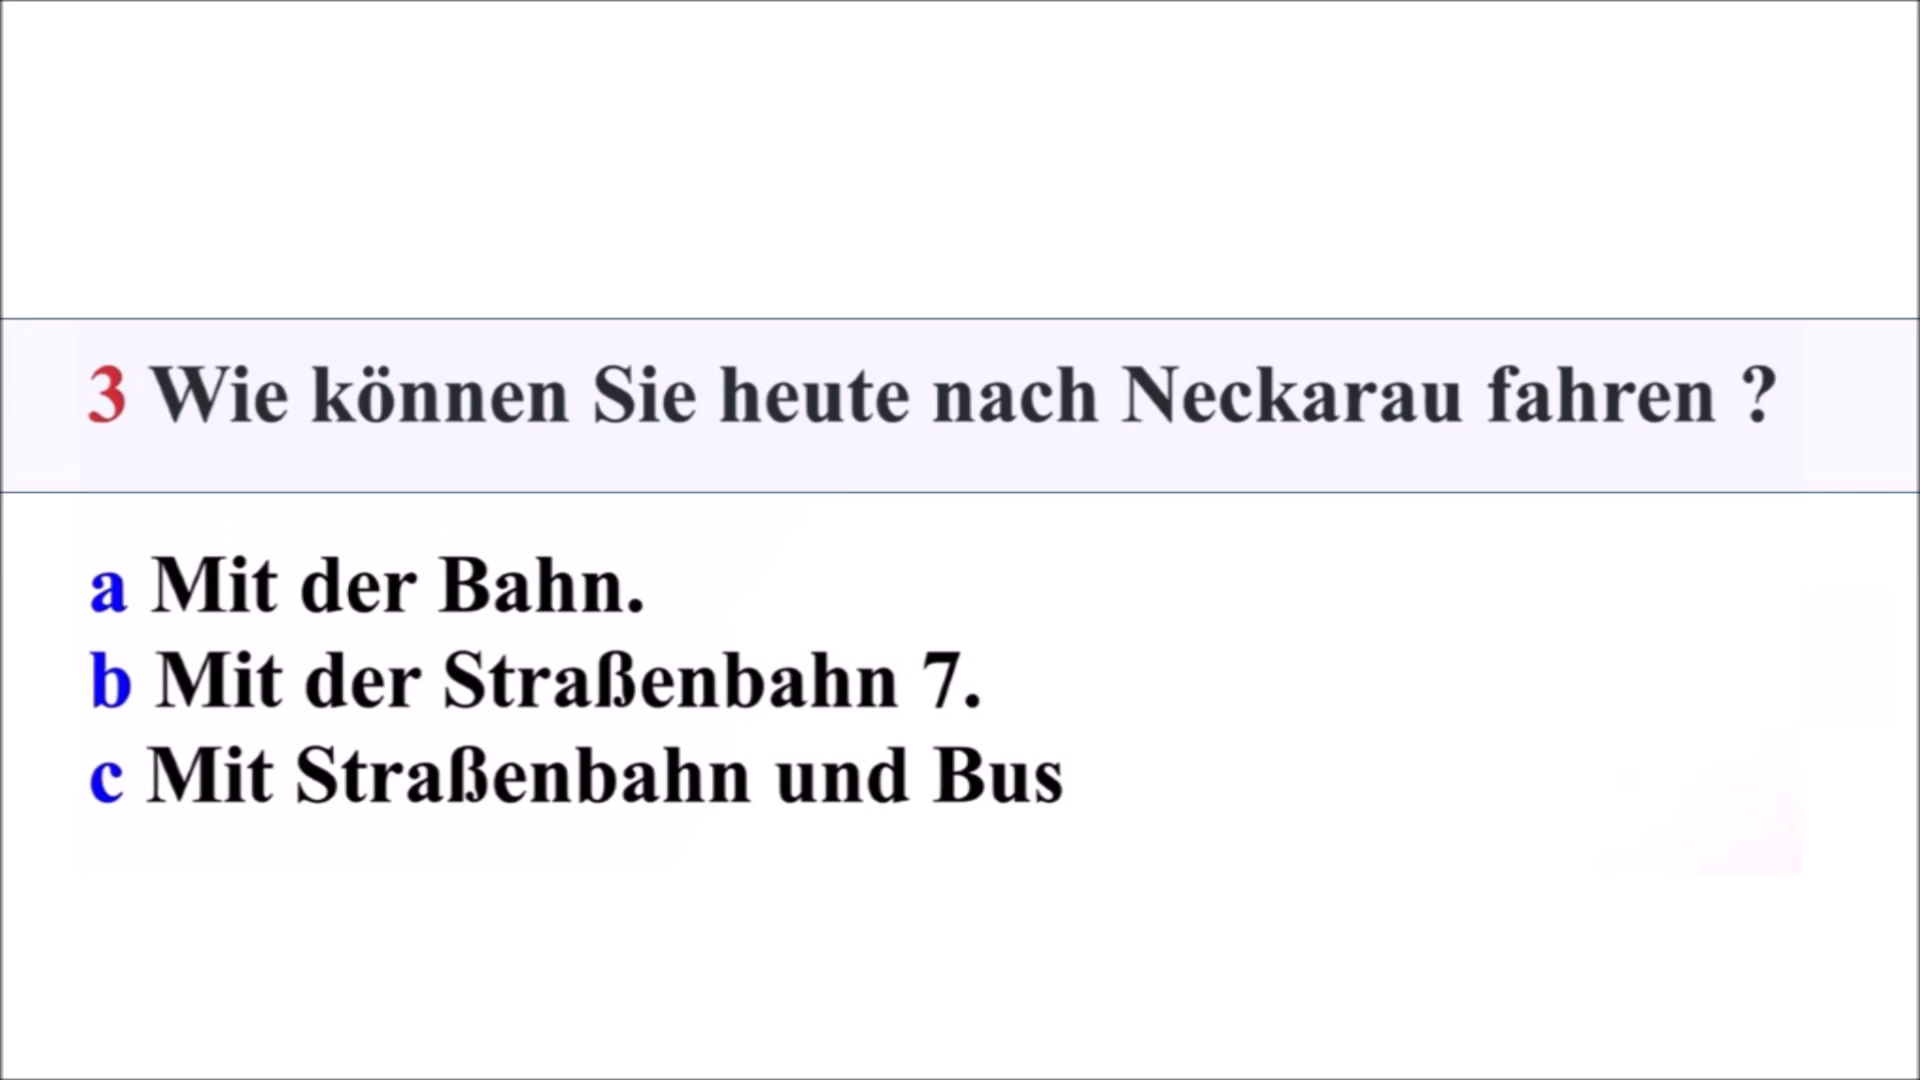 3 Wie können Sie heute nach Neckarau fahren ?
a Mit der Bahn.
b Mit der Straßenbahn 7.
c Mit Straßenbahn und Bus